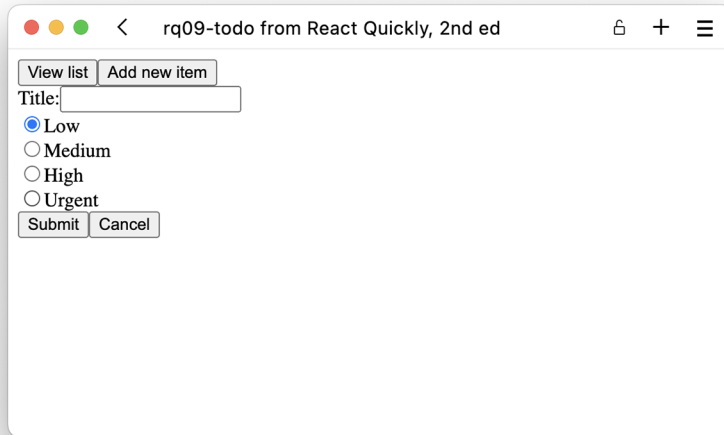 rq09-todo from React Quickly, 2nd ed
View list Add new item
Title:
Low
Medium
High
Urgent
Submit Cancel